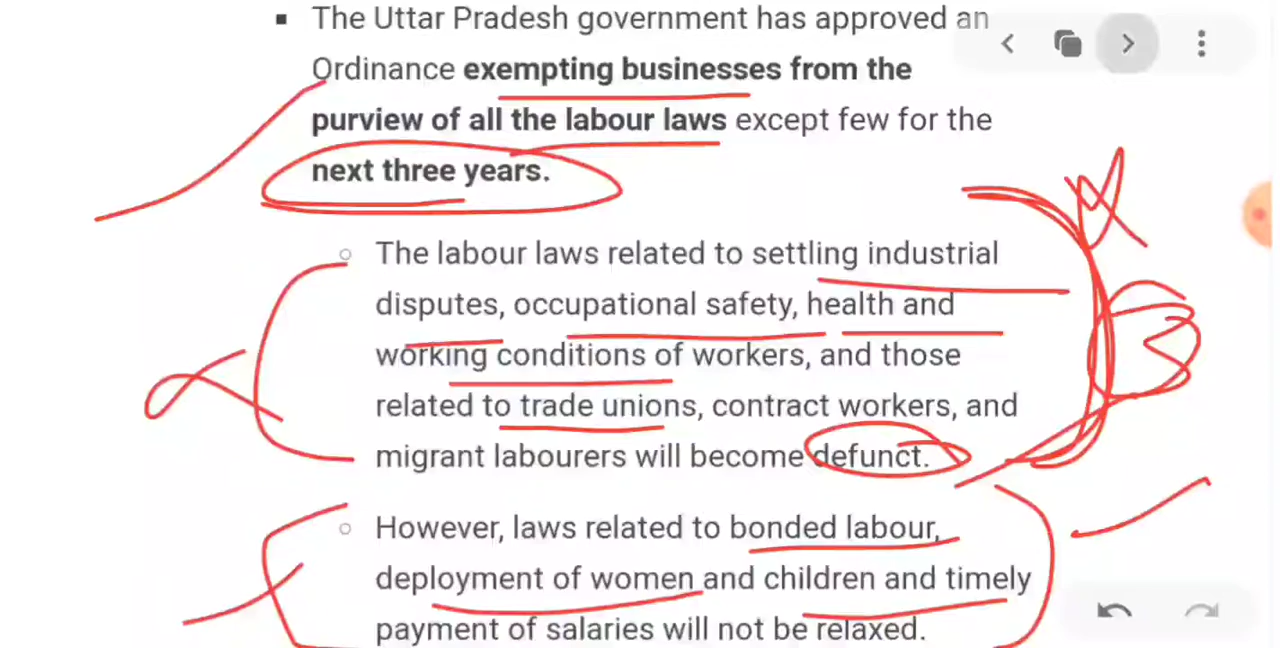 ▪ The Uttar Pradesh government has approved an
Ordinance exempting businesses from the
purview of all the labour laws except few for the
next three years.
○ The labour laws related to settling industrial
disputes, occupational safety, health and
working conditions of workers, and those
related to trade unions, contract workers, and
migrant labourers will become defunct.
○ However, laws related to bonded labour,
deployment of women and children and timely
payment of salaries will not be relaxed.